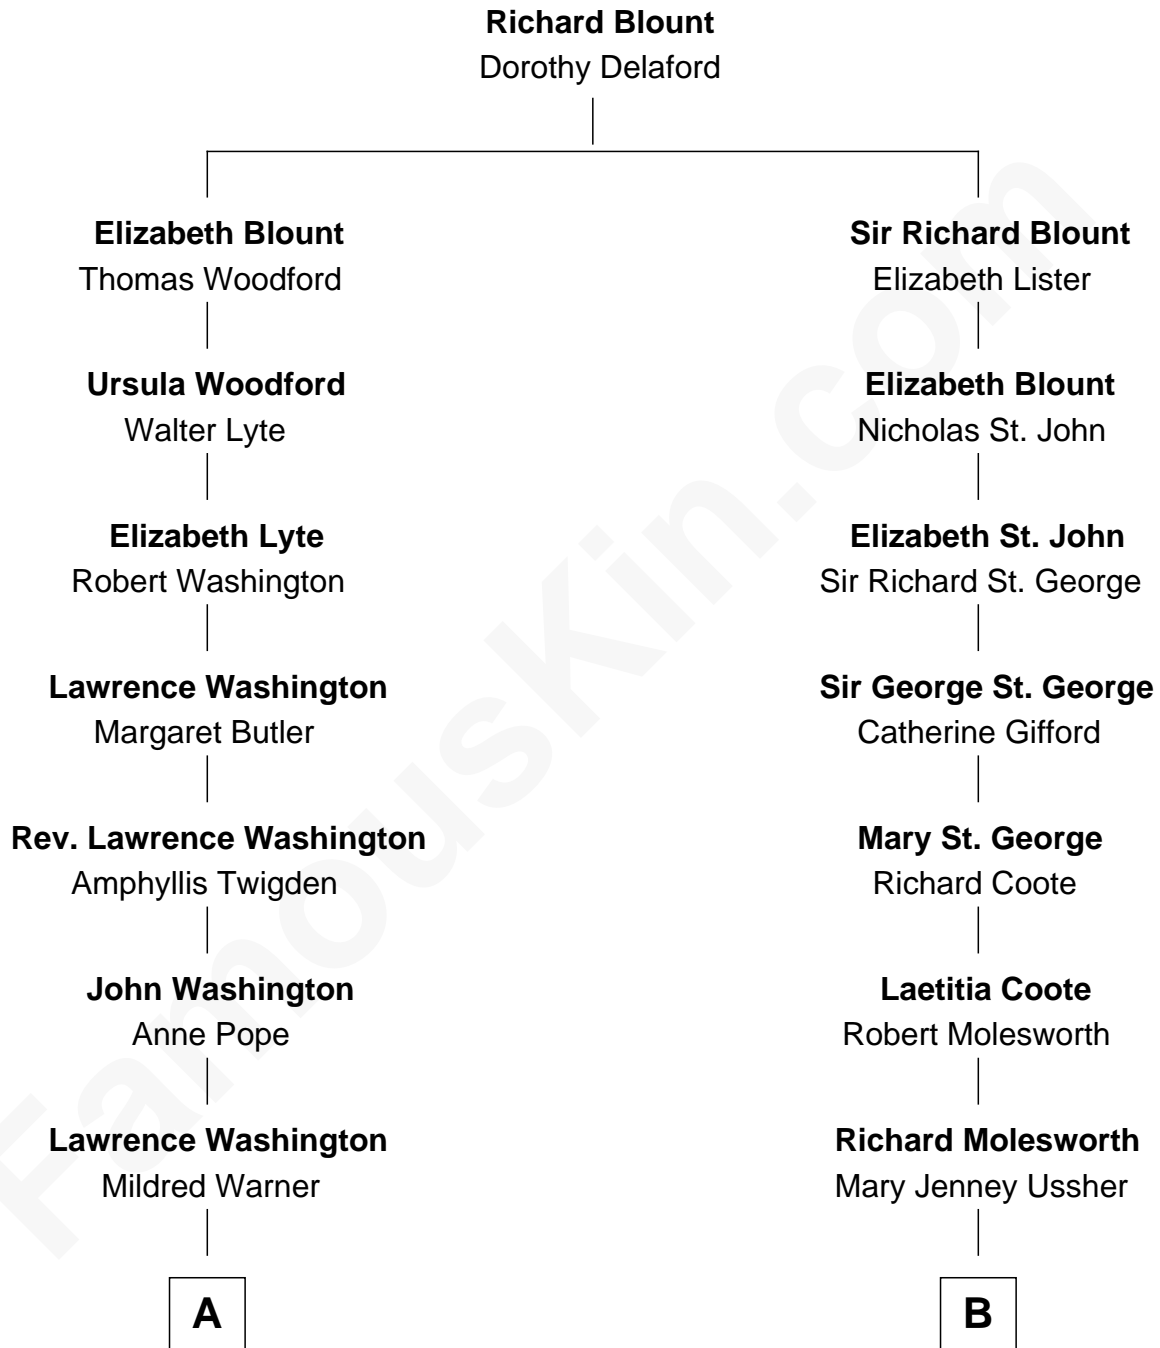 Richard Blount
Dorothy Delaford
Elizabeth Blount
Thomas Woodford
Sir Richard Blount
Elizabeth Lister
Ursula Woodford
Walter Lyte
Elizabeth Blount
Nicholas St. John
Elizabeth Lyte
Robert Washington
Elizabeth St. John
Sir Richard St. George
Lawrence Washington
Margaret Butler
Sir George St. George
Catherine Gifford
Rev. Lawrence Washington
Amphyllis Twigden
Mary St. George
Richard Coote
John Washington
Anne Pope
Laetitia Coote
Robert Molesworth
Lawrence Washington
Mildred Warner
Richard Molesworth
Mary Jenney Ussher
A
B
FamousKin.com